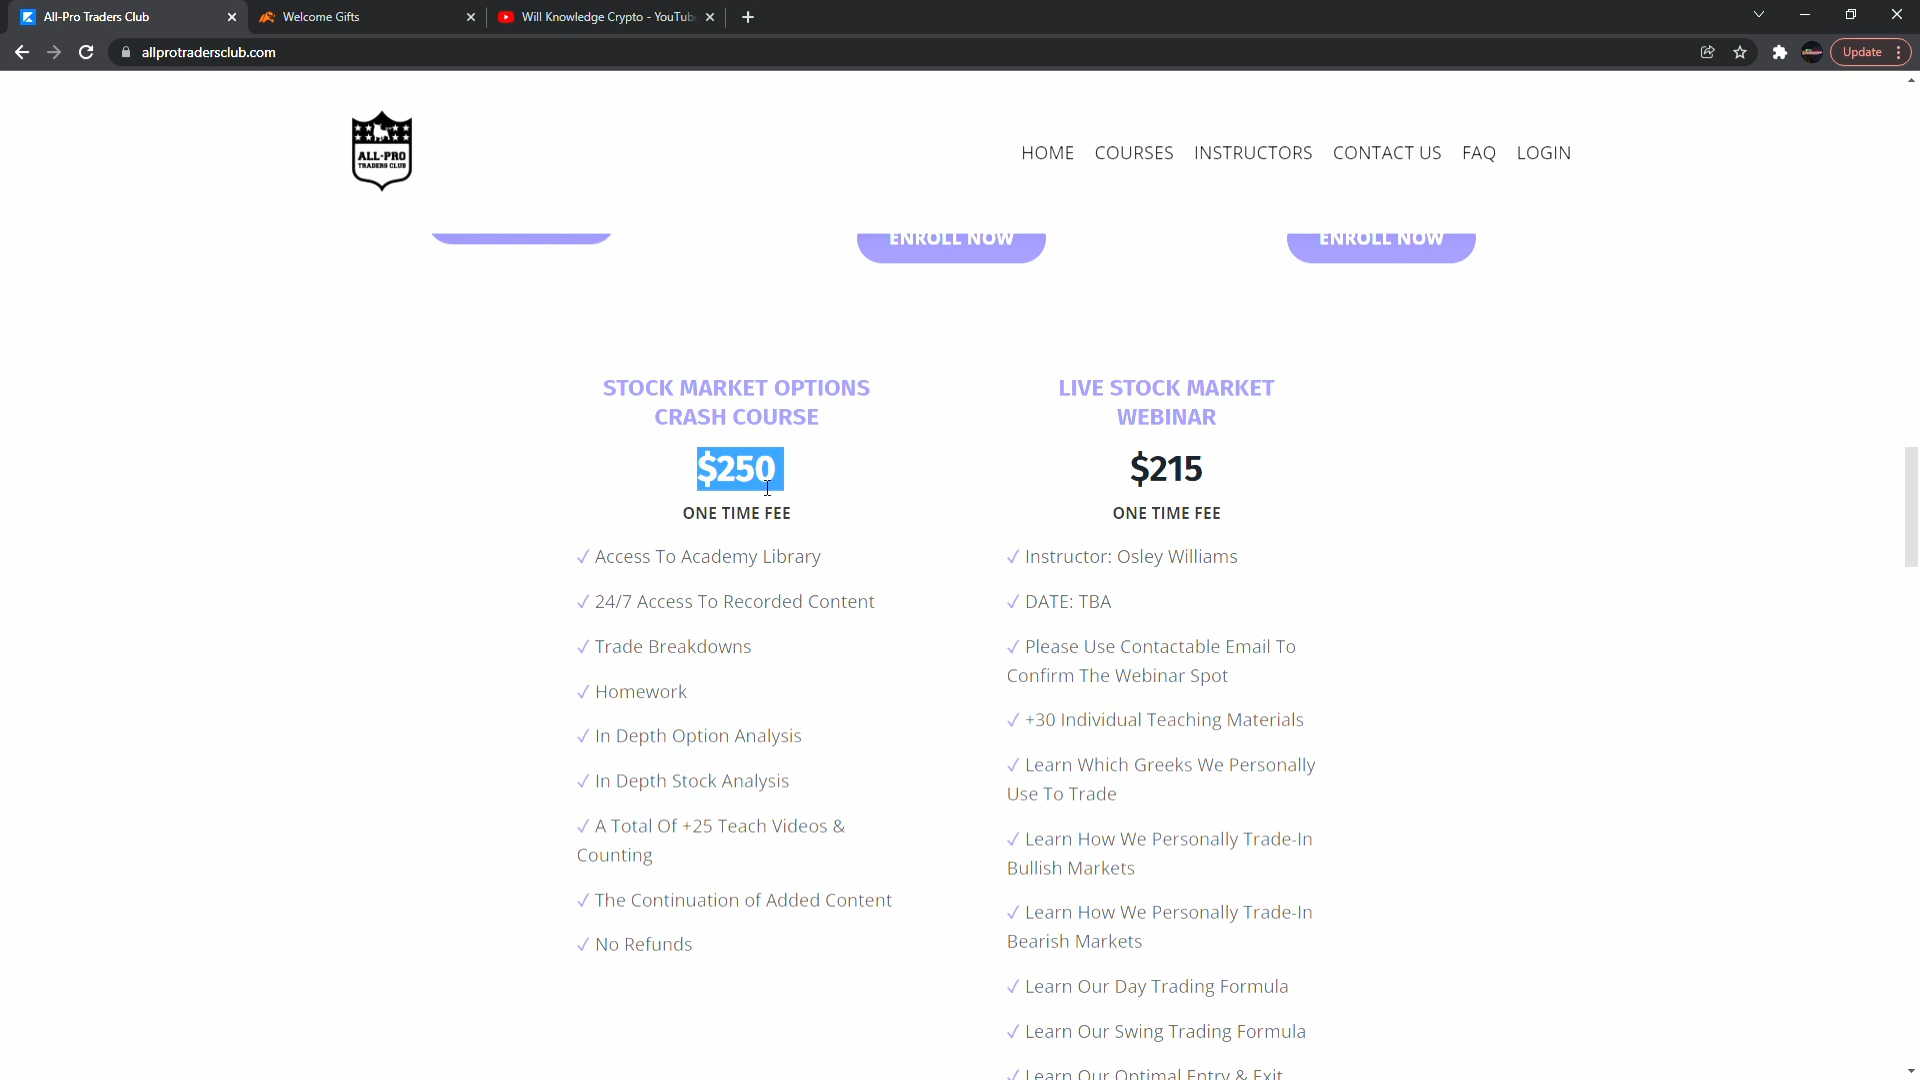 All-Pro Traders Club
Welcome Gifts
Will Knowledge Crypto - YouTub
allprotradersclub.com
Update
ALL-PRO
TRADERS CLUB
HOME
COURSES
INSTRUCTORS
CONTACT US
FAQ
LOGIN
ENROLL NOW
ENROLL NOW
STOCK MARKET OPTIONS
CRASH COURSE
$250
ONE TIME FEE
✓ Access To Academy Library
✓ 24/7 Access To Recorded Content
✓ Trade Breakdowns
✓ Homework
✓ In Depth Option Analysis
✓ In Depth Stock Analysis
✓ A Total Of +25 Teach Videos &
Counting
✓ The Continuation of Added Content
✓ No Refunds
LIVE STOCK MARKET
WEBINAR
$215
ONE TIME FEE
✓ Instructor: Osley Williams
✓ DATE: TBA
✓ Please Use Contactable Email To
Confirm The Webinar Spot
✓ +30 Individual Teaching Materials
✓ Learn Which Greeks We Personally
Use To Trade
✓ Learn How We Personally Trade-In
Bullish Markets
✓ Learn How We Personally Trade-In
Bearish Markets
✓ Learn Our Day Trading Formula
✓ Learn Our Swing Trading Formula
✓ Learn Our Optimal Entry & Exit